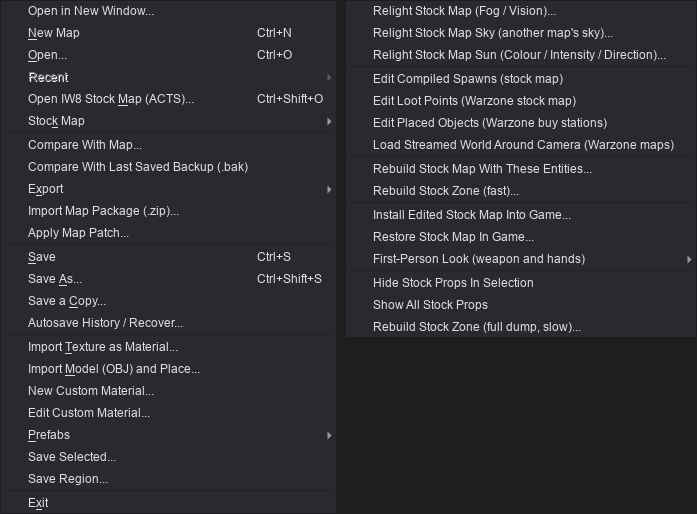 Open in New Window...
New Map Ctrl+N
Open... Ctrl+O
Recent
Open IW8 Stock Map (ACTS)... Ctrl+Shift+O
Stock Map
Compare With Map...
Compare With Last Saved Backup (.bak)
Export
Import Map Package (.zip)...
Apply Map Patch...
Save Ctrl+S
Save As... Ctrl+Shift+S
Save a Copy...
Autosave History / Recover...
Import Texture as Material...
Import Model (OBJ) and Place...
New Custom Material...
Edit Custom Material...
Prefabs
Save Selected...
Save Region...
Exit
Relight Stock Map (Fog / Vision)...
Relight Stock Map Sky (another map's sky)...
Relight Stock Map Sun (Colour / Intensity / Direction)...
Edit Compiled Spawns (stock map)
Edit Loot Points (Warzone stock map)
Edit Placed Objects (Warzone buy stations)
Load Streamed World Around Camera (Warzone maps)
Rebuild Stock Map With These Entities...
Rebuild Stock Zone (fast)...
Install Edited Stock Map Into Game...
Restore Stock Map In Game...
First-Person Look (weapon and hands)
Hide Stock Props In Selection
Show All Stock Props
Rebuild Stock Zone (full dump, slow)...